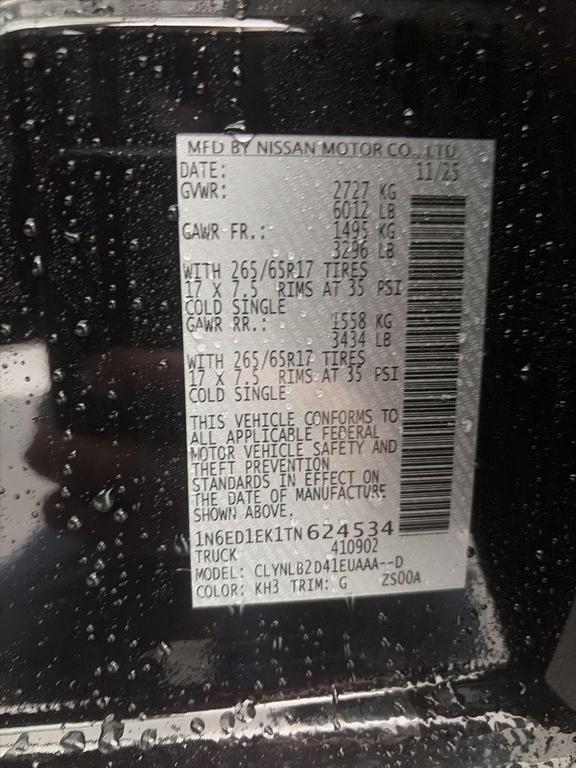 MFD BY NISSAN MOTOR CO., LTD.
DATE: 11/25
GVWR: 2727 KG
6012 LB
GAWR FR.: 1495 KG
3296 LB
WITH 265/65R17 TIRES
17 X 7.5 RIMS AT 35 PSI
COLD SINGLE
GAWR RR.: 1558 KG
3434 LB
WITH 265/65R17 TIRES
17 X 7.5 RIMS AT 35 PSI
COLD SINGLE
THIS VEHICLE CONFORMS TO
ALL APPLICABLE FEDERAL
MOTOR VEHICLE SAFETY AND
THEFT PREVENTION
STANDARDS IN EFFECT ON
THE DATE OF MANUFACTURE
SHOWN ABOVE.
1N6ED1EK1TN624534
TRUCK 410902
MODEL: CLYNLB2D41EUAAA--D
COLOR: KH3 TRIM: G ZS00A